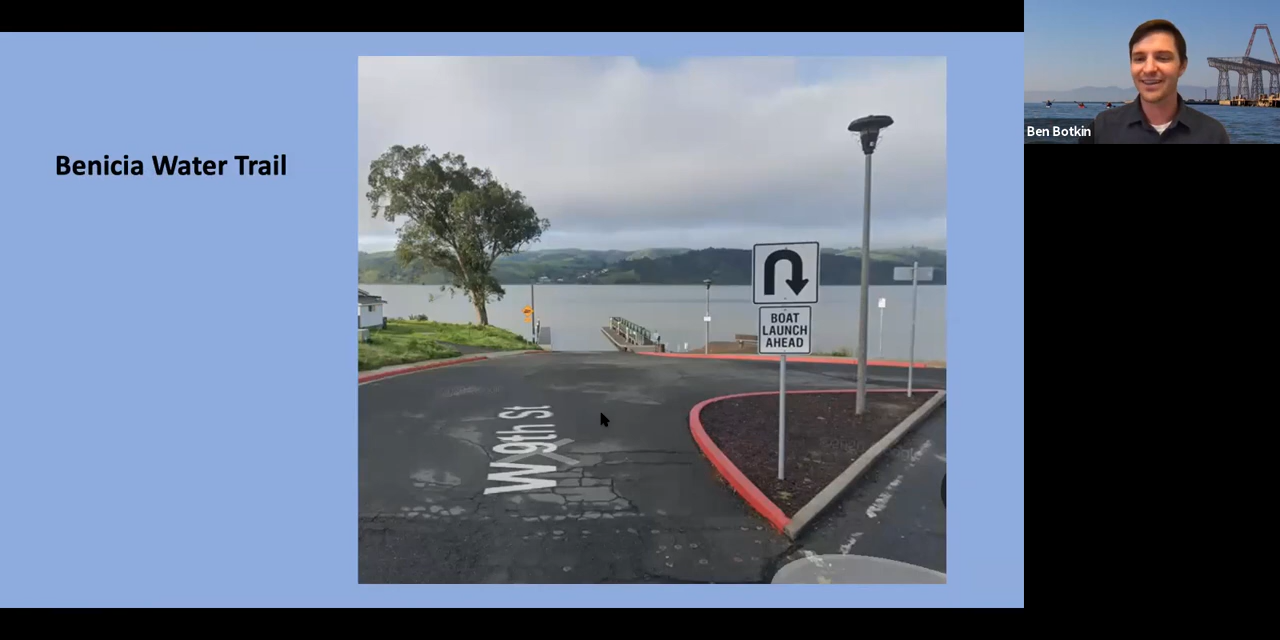 Benicia Water Trail
BOAT
LAUNCH
AHEAD
W 9th St
Ben Botkin